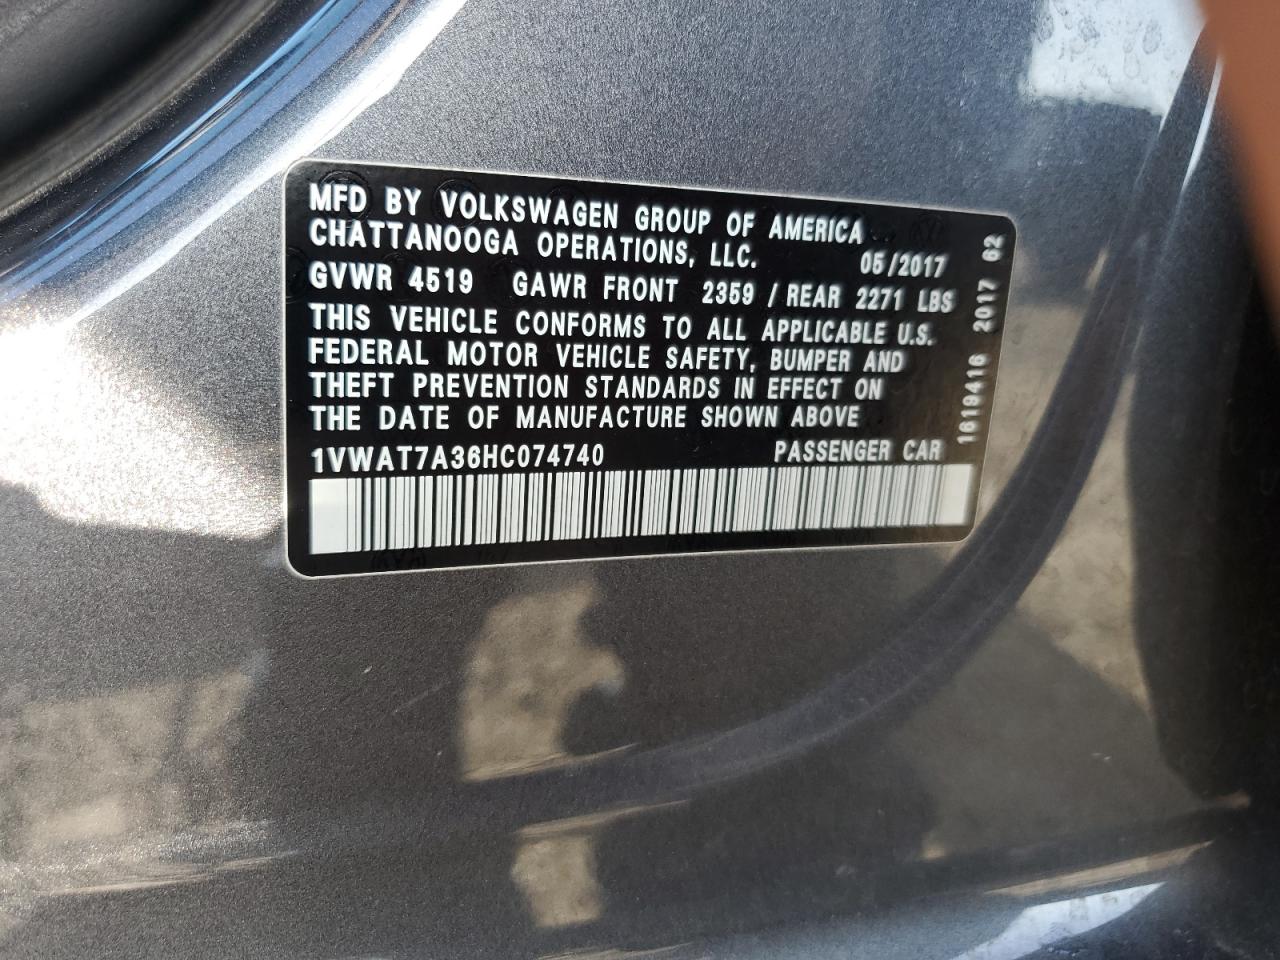 MFD BY VOLKSWAGEN GROUP OF AMERICA
CHATTANOOGA OPERATIONS, LLC. 05/2017
GVWR 4519 GAWR FRONT 2359 / REAR 2271 LBS
THIS VEHICLE CONFORMS TO ALL APPLICABLE U.S.
FEDERAL MOTOR VEHICLE SAFETY, BUMPER AND
THEFT PREVENTION STANDARDS IN EFFECT ON
THE DATE OF MANUFACTURE SHOWN ABOVE
1VWAT7A36HC074740 PASSENGER CAR
1619416 2017 62